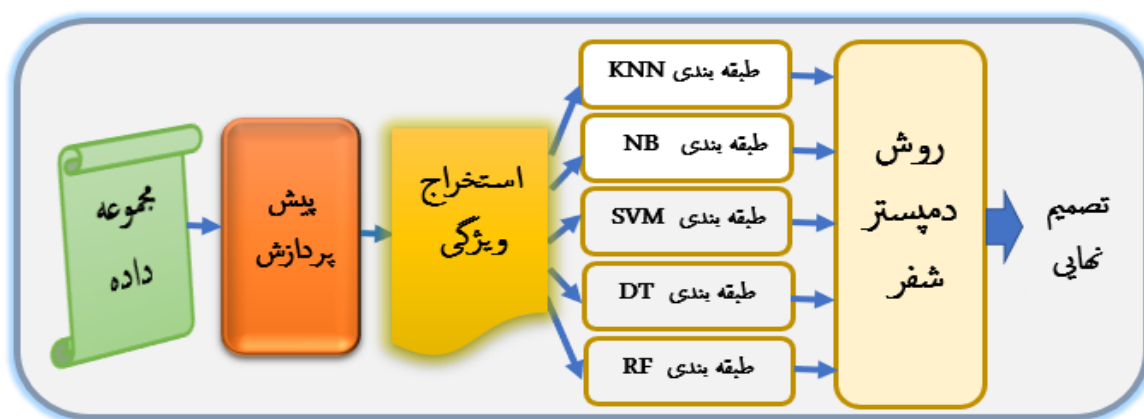 مجموعه
داده
پیش
پردازش
استخراج
ویژگی
طبقه بندی KNN
طبقه بندی NB
طبقه بندی SVM
طبقه بندی DT
طبقه بندی RF
روش
دمپستر
شفر
تصمیم
نهایی